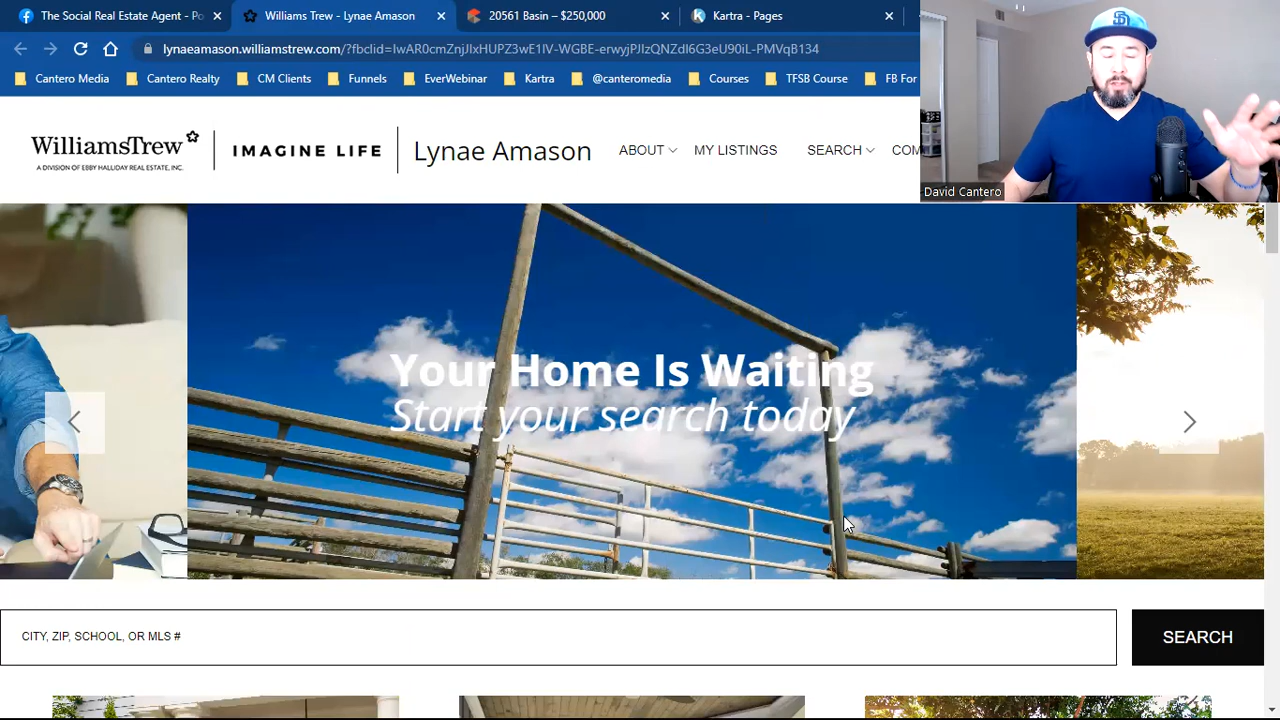 The Social Real Estate Agent - Po
Williams Trew - Lynae Amason
20561 Basin – $250,000
Kartra - Pages
lynaeamason.williamstrew.com/?fbclid=IwAR0cmZnjJIxHUPZ3wE1IV-WGBE-erwyjPJIzQNZdI6G3eU90iL-PMVqB134
Cantero Media
Cantero Realty
CM Clients
Funnels
EverWebinar
Kartra
@canteromedia
Courses
TFSB Course
FB For
David Cantero
WilliamsTrew
A DIVISION OF EBBY HALLIDAY REAL ESTATE, INC.
IMAGINE LIFE
Lynae Amason
ABOUT
MY LISTINGS
SEARCH
COM
Your Home Is Waiting
Start your search today
CITY, ZIP, SCHOOL, OR MLS #
SEARCH